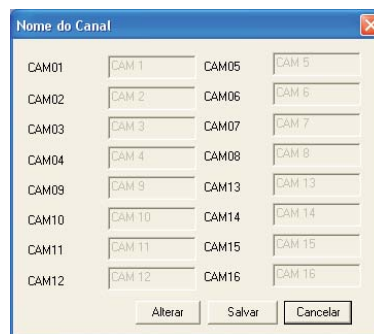 Nome do Canal
CAM01 CAM 1 CAM05 CAM 5
CAM02 CAM 2 CAM06 CAM 6
CAM03 CAM 3 CAM07 CAM 7
CAM04 CAM 4 CAM08 CAM 8
CAM09 CAM 9 CAM13 CAM 13
CAM10 CAM 10 CAM14 CAM 14
CAM11 CAM 11 CAM15 CAM 15
CAM12 CAM 12 CAM16 CAM 16
Alterar Salvar Cancelar